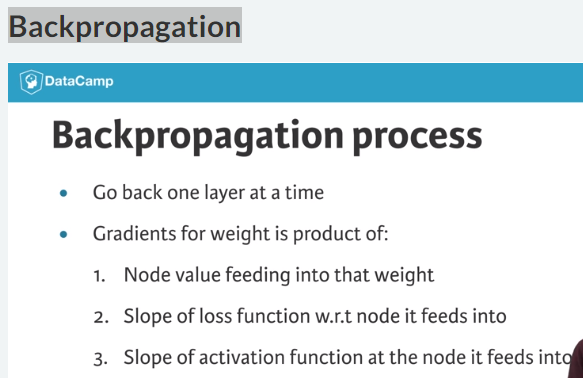 Backpropagation
DataCamp
Backpropagation process
• Go back one layer at a time
• Gradients for weight is product of:
1. Node value feeding into that weight
2. Slope of loss function w.r.t node it feeds into
3. Slope of activation function at the node it feeds into